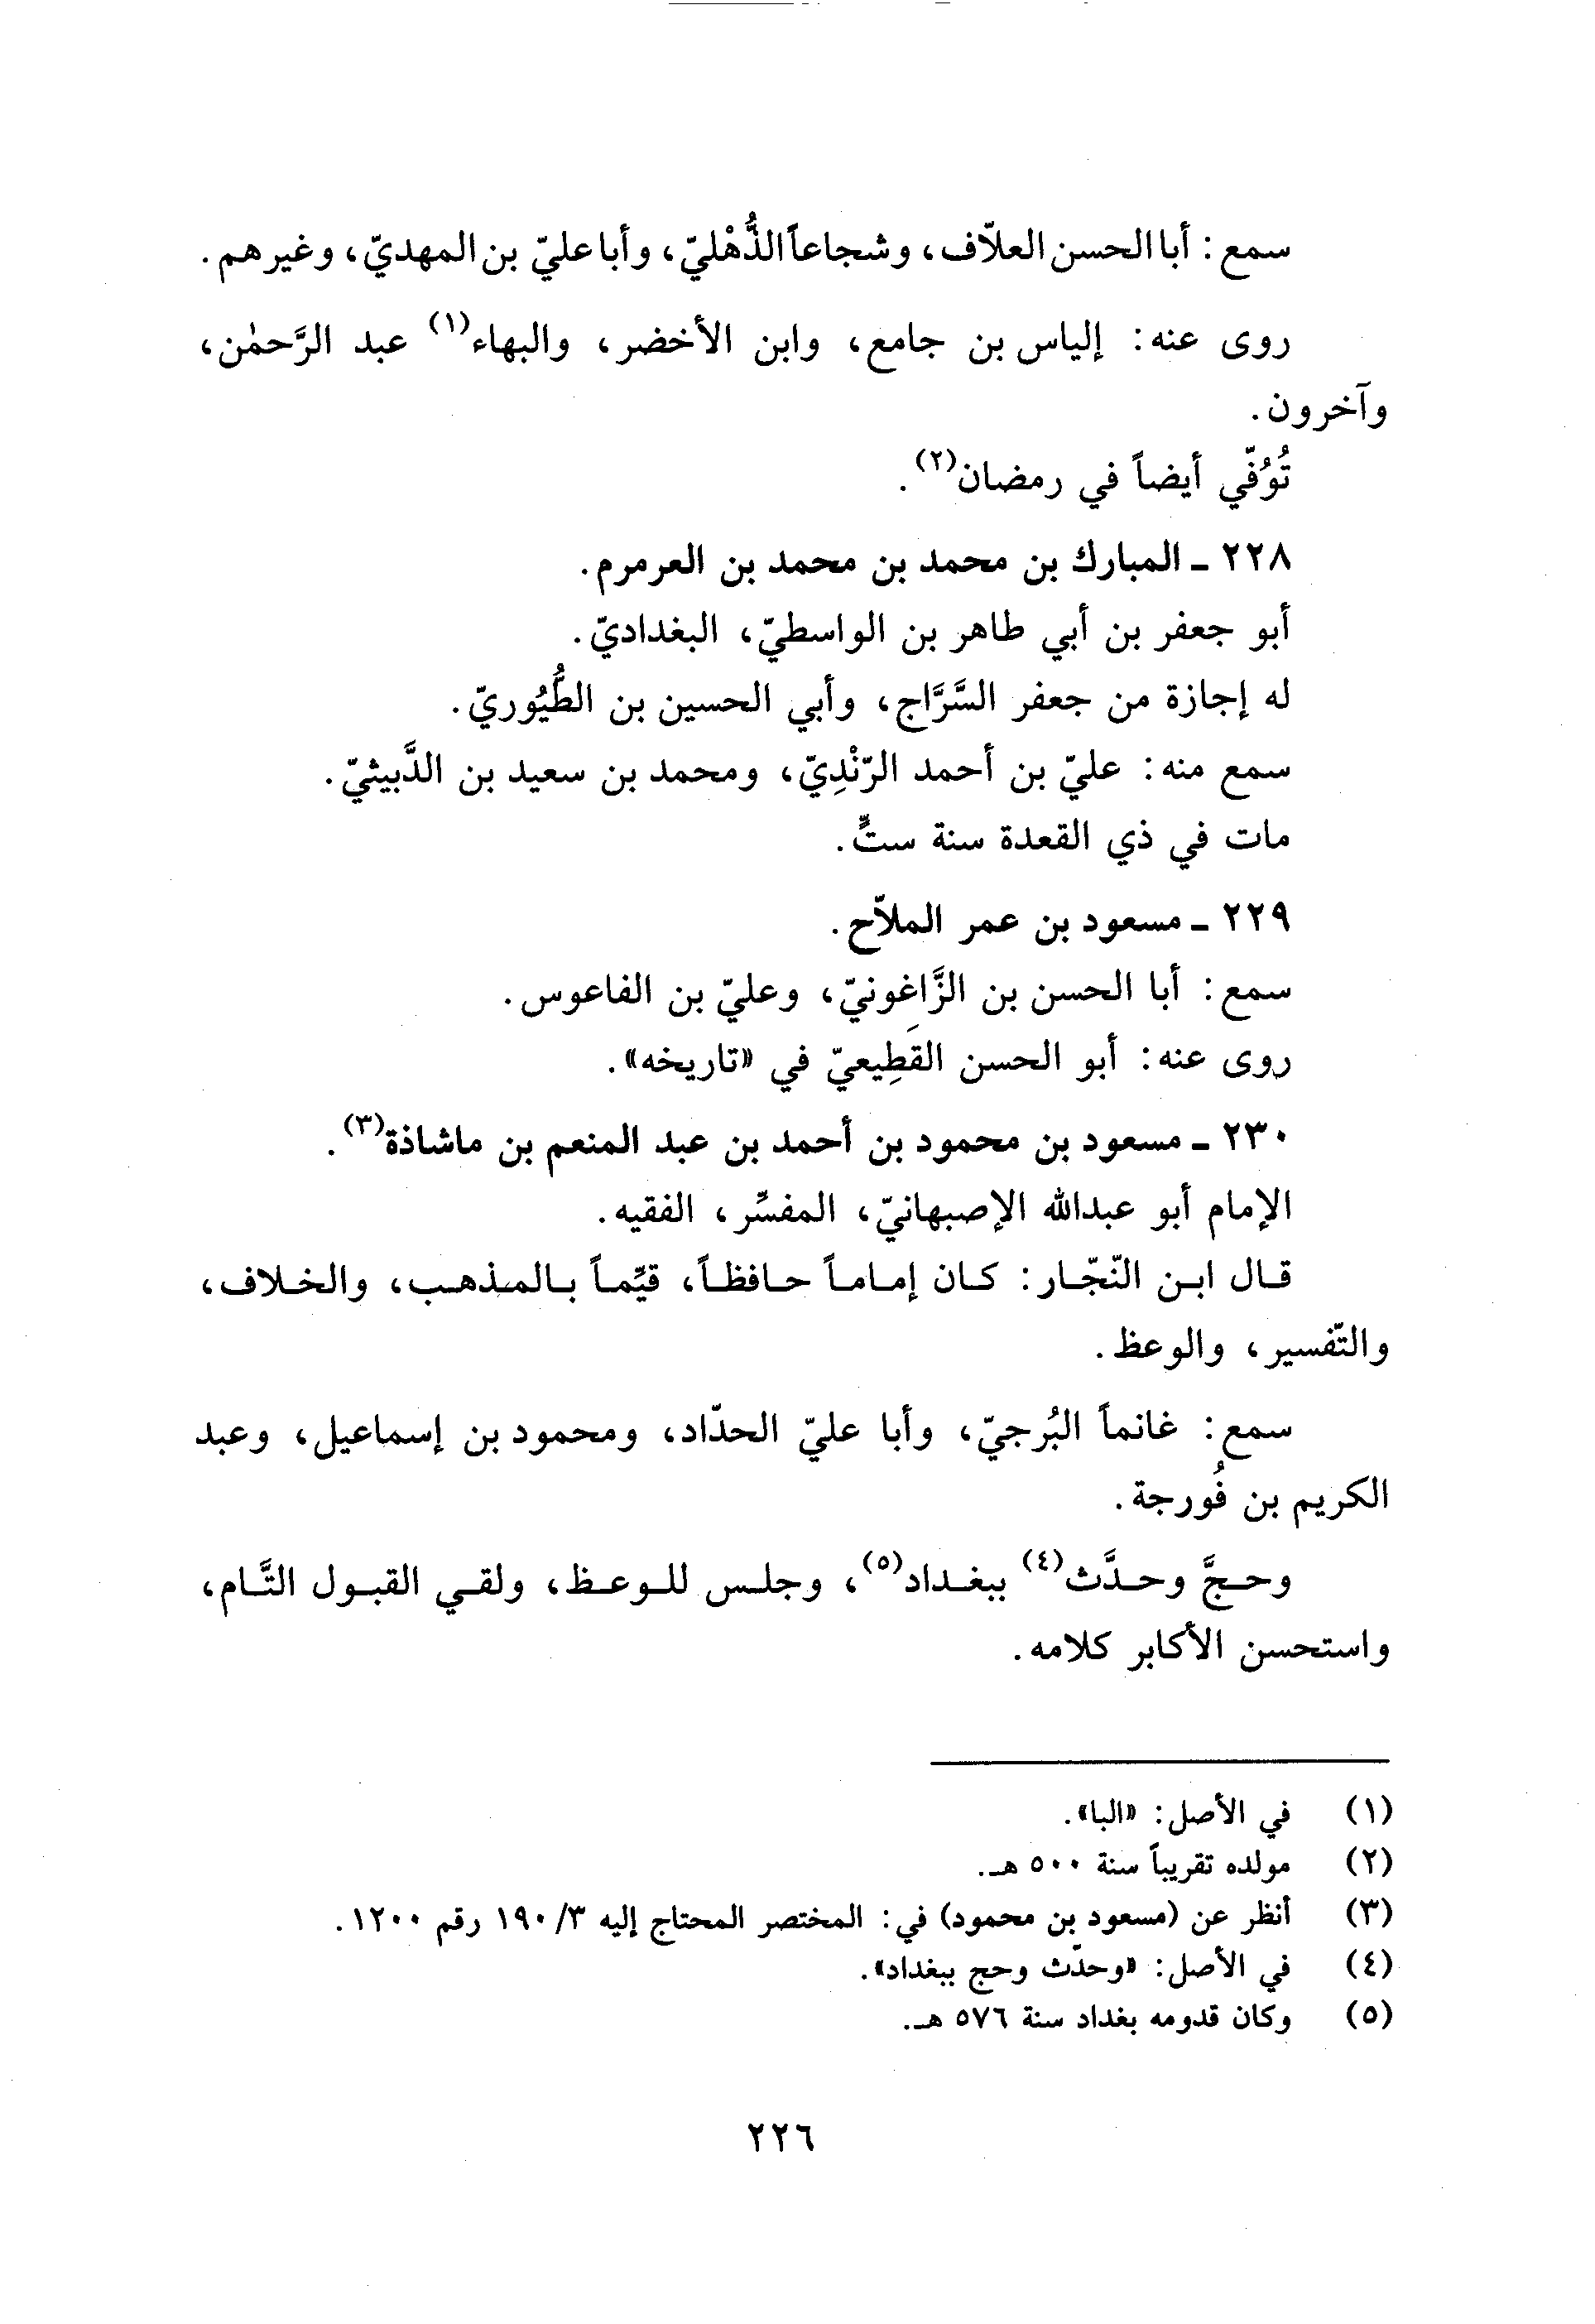 سمع: أبا الحسن العلاّف، وشجاعاً الذُّهْليّ، وأبا عليّ بن المهديّ، وغيرهم.
روى عنه: إلياس بن جامع، وابن الأخضر، والبهاء(١) عبد الرَّحمٰن،
وآخرون.
تُوُفّي أيضاً في رمضان(٢).
٢٢٨ ـ المبارك بن محمد بن محمد بن العرمرم.
أبو جعفر بن أبي طاهر بن الواسطيّ، البغداديّ.
له إجازة من جعفر السَّرَّاج، وأبي الحسين بن الطُّيُوريّ.
سمع منه: عليّ بن أحمد الرّنْدِيّ، ومحمد بن سعيد بن الدَّبيثيّ.
مات في ذي القعدة سنة ستٍّ.
٢٢٩ ـ مسعود بن عمر الملاّح.
سمع: أبا الحسن بن الزَّاغونيّ، وعليّ بن الفاعوس.
روى عنه: أبو الحسن القَطِيعيّ في «تاريخه».
٢٣٠ ـ مسعود بن محمود بن أحمد بن عبد المنعم بن ماشاذة(٣).
الإمام أبو عبدالله الإصبهانيّ، المفسِّر، الفقيه.
قال ابن النّجّار: كان إماماً حافظاً، قيِّماً بالمذهب، والخلاف،
والتّفسير، والوعظ.
سمع: غانماً البُرجيّ، وأبا عليّ الحدّاد، ومحمود بن إسماعيل، وعبد
الكريم بن فُورجة.
وحجَّ وحدَّث(٤) ببغداد(٥)، وجلس للوعظ، ولقي القبول التَّام،
واستحسن الأكابر كلامه.
(١) في الأصل: «البا».
(٢) مولده تقريباً سنة ٥٠٠ هـ.
(٣) أنظر عن (مسعود بن محمود) في: المختصر المحتاج إليه ١٩٠/٣ رقم ١٢٠٠.
(٤) في الأصل: «وحدّث وحج ببغداد».
(٥) وكان قدومه بغداد سنة ٥٧٦ هـ.
٢٢٦